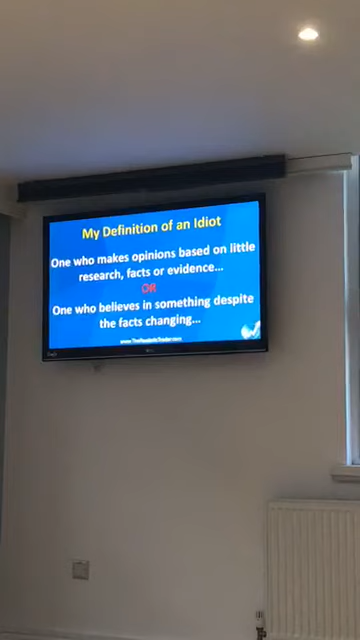 My Definition of an Idiot
One who makes opinions based on little
research, facts or evidence...
OR
One who believes in something despite
the facts changing...